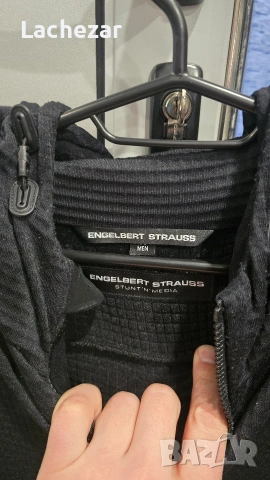 Lachezar
ENGELBERT STRAUSS
MEN
ENGELBERT STRAUSS
STUNT'N'MEDIA
BAZAR